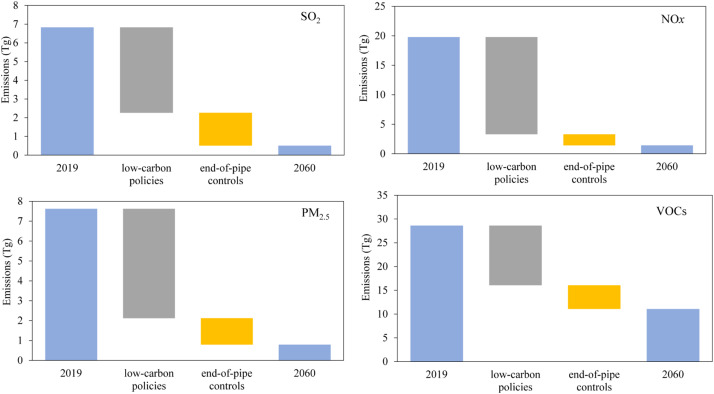 SO2
Emissions (Tg)
8
7
6
5
4
3
2
1
0
2019 low-carbon policies end-of-pipe controls 2060
NOx
Emissions (Tg)
25
20
15
10
5
0
2019 low-carbon policies end-of-pipe controls 2060
PM2.5
Emissions (Tg)
8
7
6
5
4
3
2
1
0
2019 low-carbon policies end-of-pipe controls 2060
VOCs
Emissions (Tg)
35
30
25
20
15
10
5
0
2019 low-carbon policies end-of-pipe controls 2060